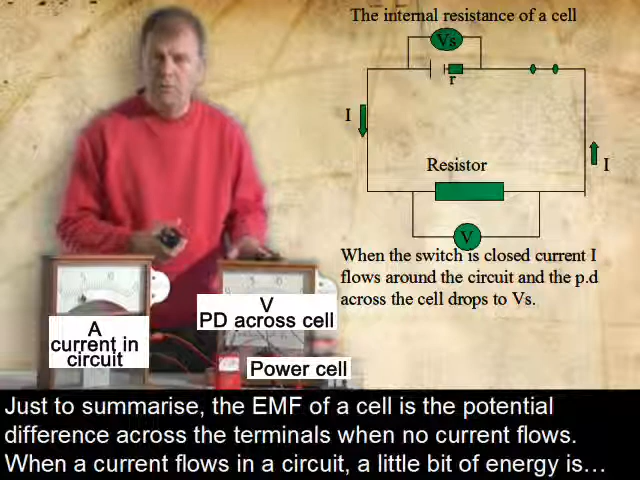 The internal resistance of a cell
Vs
r
I
I
Resistor
V
When the switch is closed current I
flows around the circuit and the p.d
across the cell drops to Vs.
V
PD across cell
A
current in
circuit
Power cell
Just to summarise, the EMF of a cell is the potential
difference across the terminals when no current flows.
When a current flows in a circuit, a little bit of energy is…